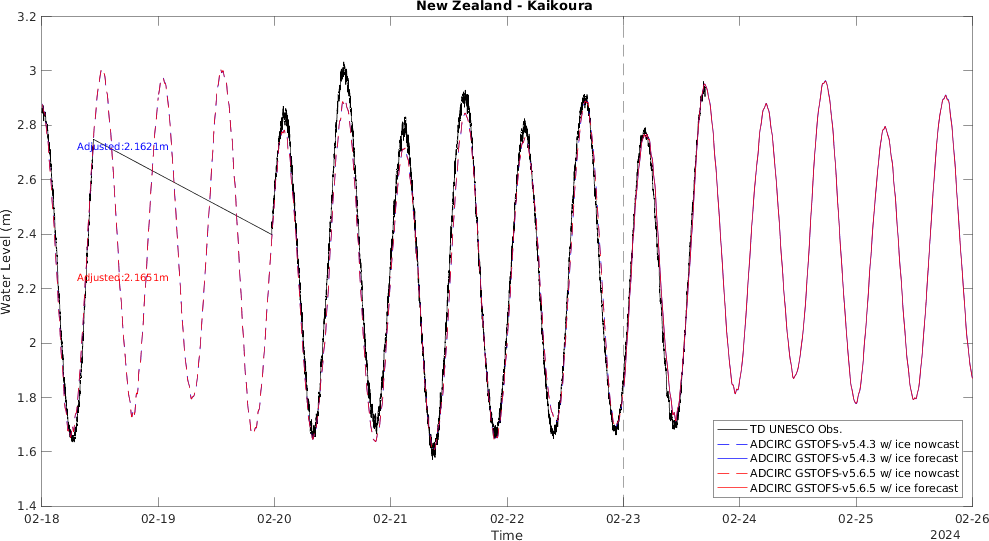 New Zealand - Kaikoura
Water Level (m)
3.2
3
2.8
2.6
2.4
2.2
2
1.8
1.6
1.4
Adjusted:2.1621m
Adjusted:2.1651m
TD UNESCO Obs.
ADCIRC GSTOFS-v5.4.3 w/ ice nowcast
ADCIRC GSTOFS-v5.4.3 w/ ice forecast
ADCIRC GSTOFS-v5.6.5 w/ ice nowcast
ADCIRC GSTOFS-v5.6.5 w/ ice forecast
02-18 02-19 02-20 02-21 02-22 02-23 02-24 02-25 02-26
Time
2024